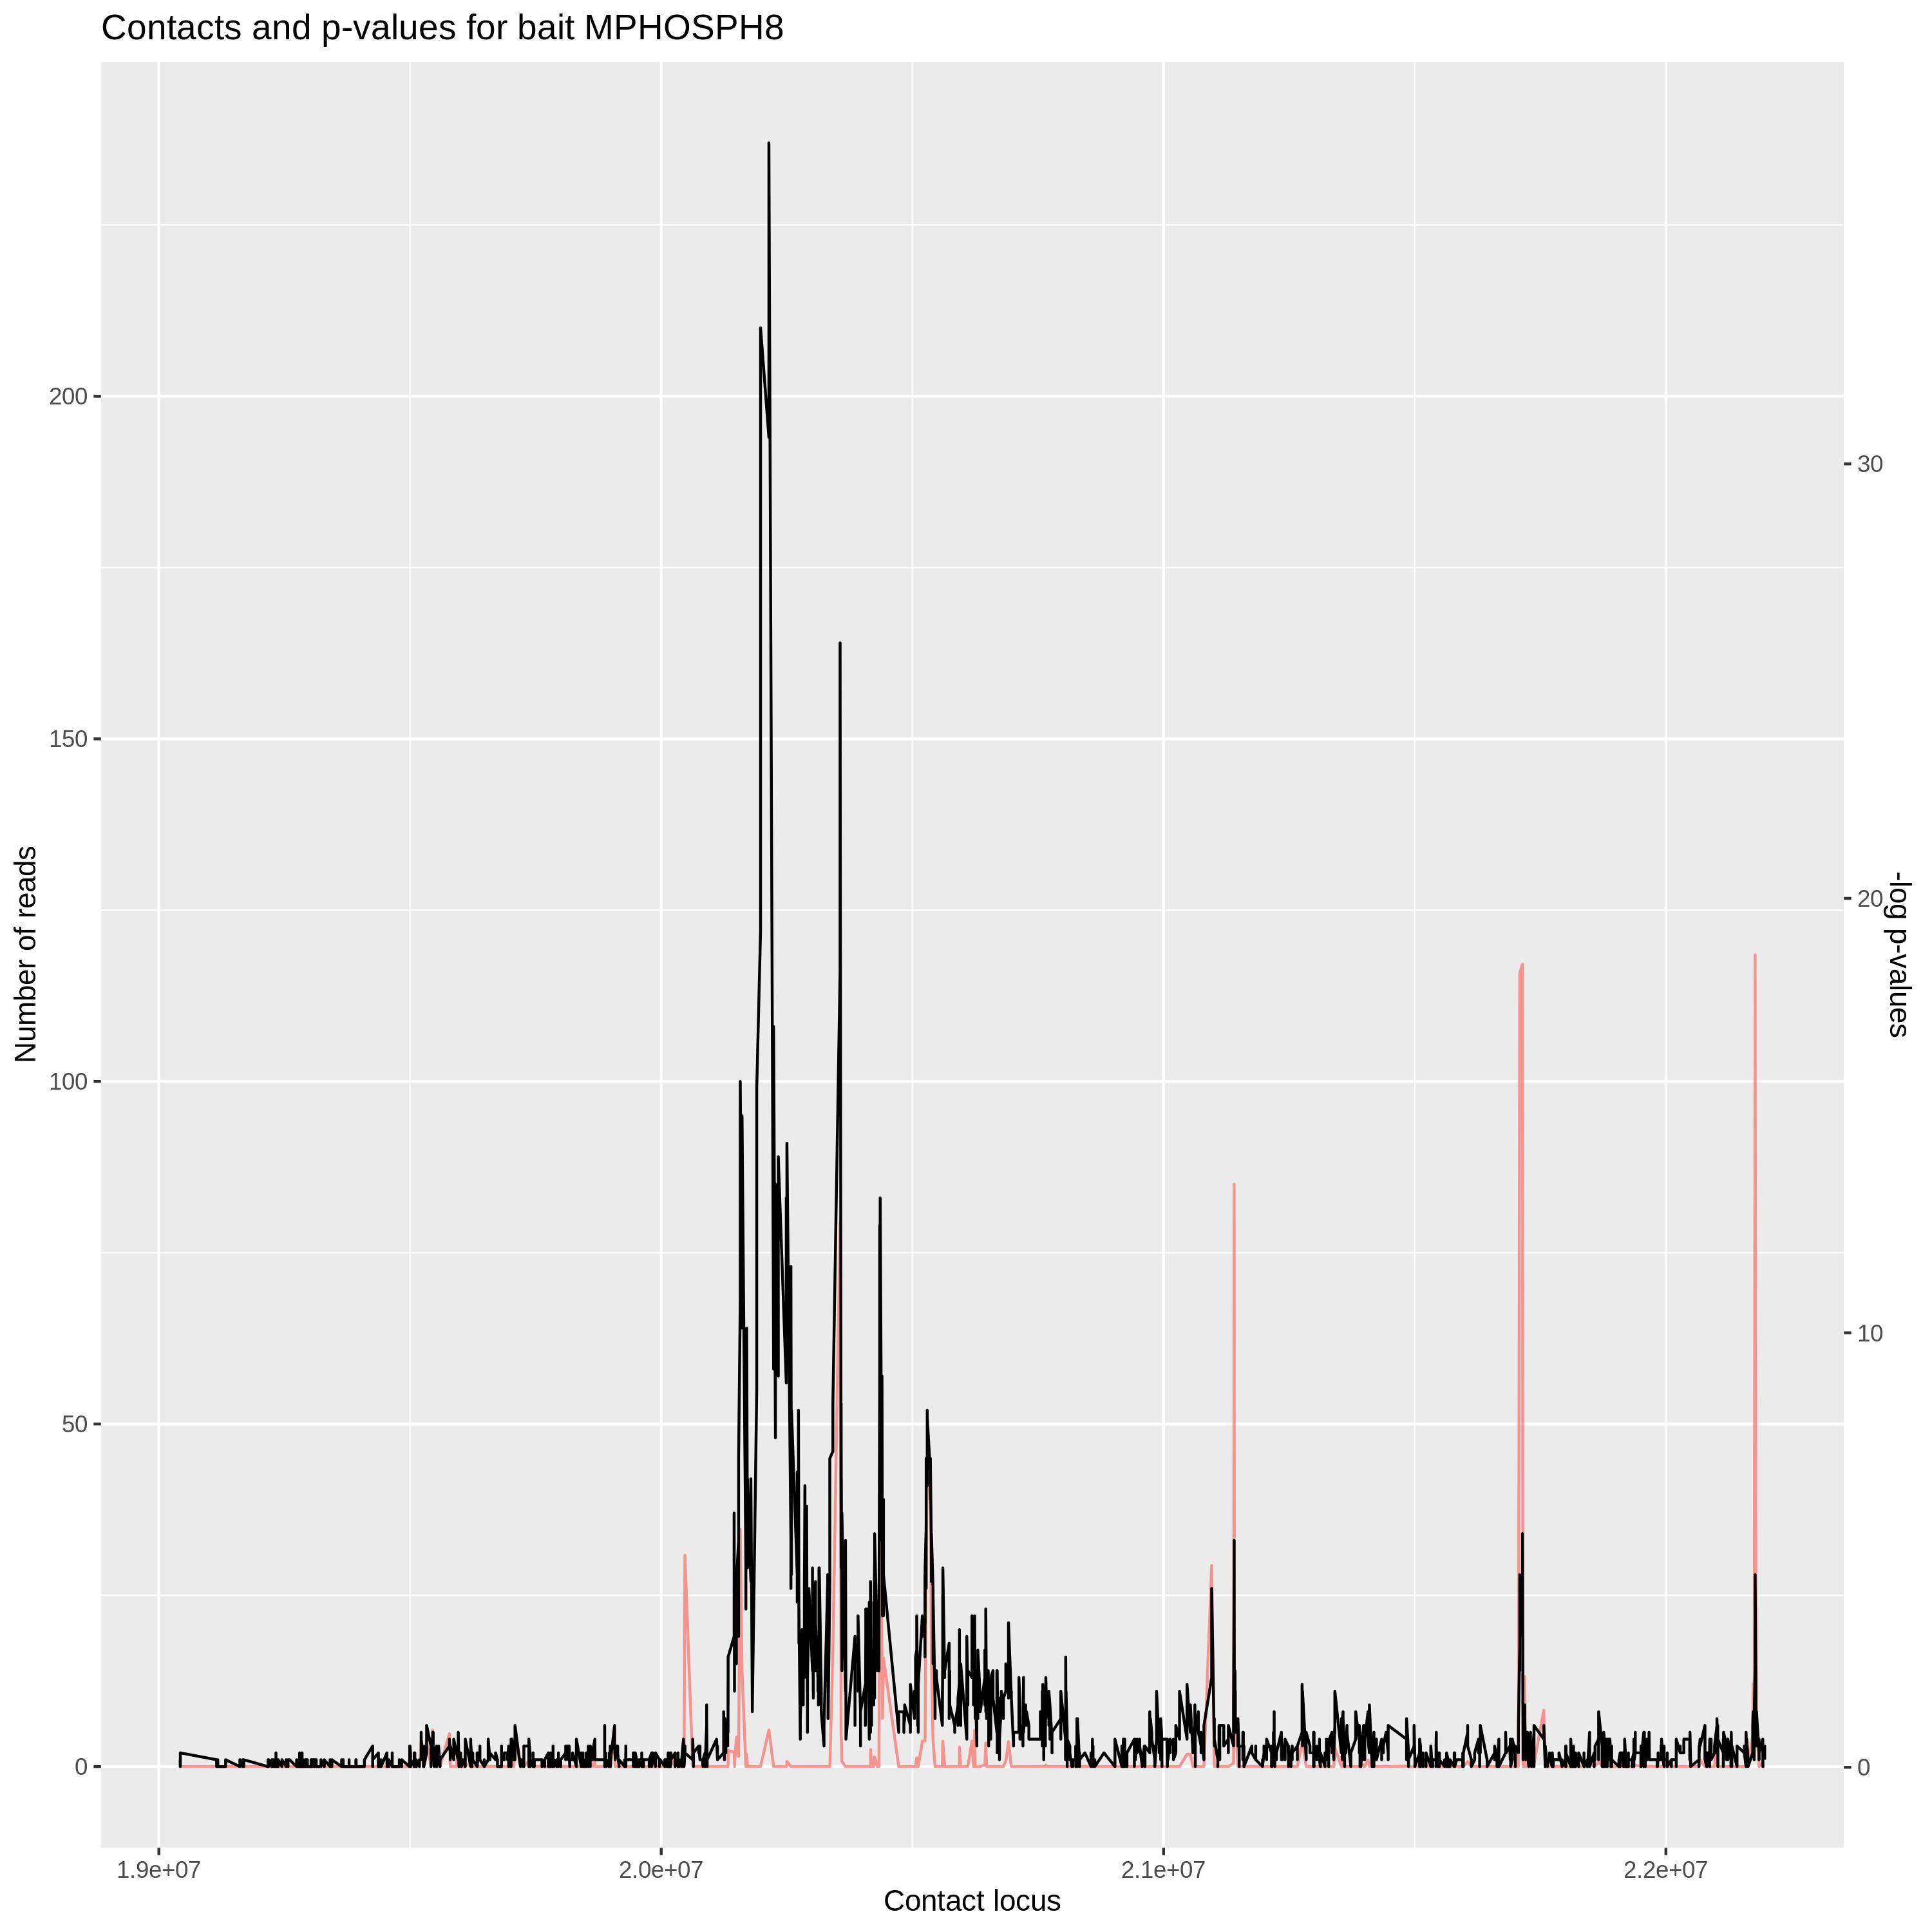 Contacts and p-values for bait MPHOSPH8
200
150
100
50
0
Number of reads
30
20
10
0
-log p-values
1.9e+07
2.0e+07
2.1e+07
2.2e+07
Contact locus